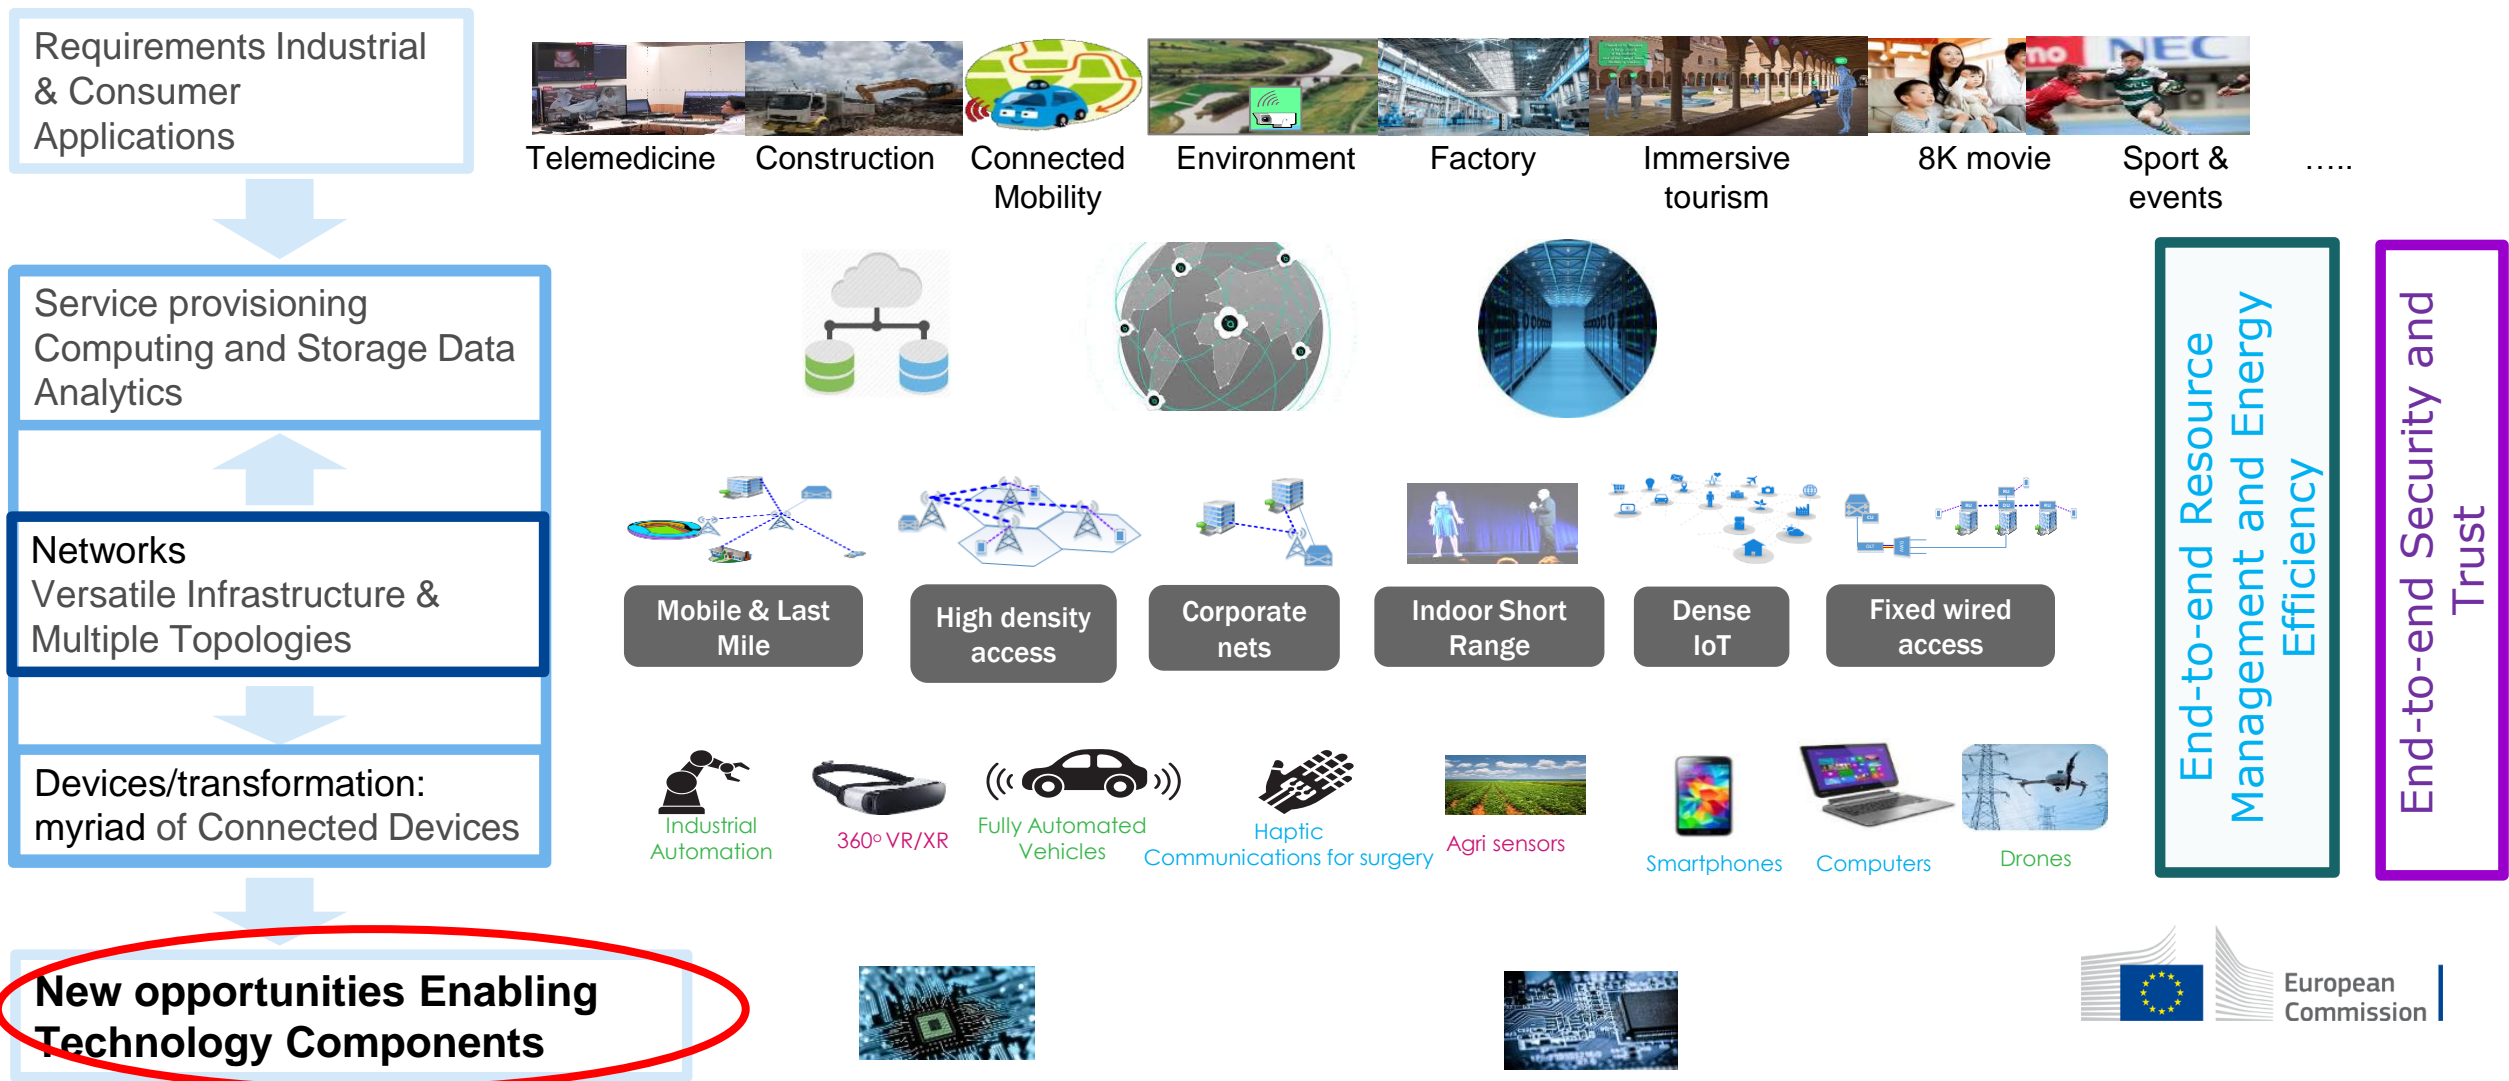 Requirements Industrial
& Consumer
Applications
Telemedicine
Construction
Connected
Mobility
Environment
Factory
Immersive
tourism
8K movie
Sport &
events
…..
NEC
Service provisioning
Computing and Storage Data
Analytics
Networks
Versatile Infrastructure &
Multiple Topologies
Mobile & Last
Mile
High density
access
Corporate
nets
Indoor Short
Range
Dense
IoT
Fixed wired
access
Devices/transformation:
myriad of Connected Devices
Industrial
Automation
360º VR/XR
Fully Automated
Vehicles
Haptic
Communications for surgery
Agri sensors
Smartphones
Computers
Drones
End-to-end Resource
Management and Energy
Efficiency
End-to-end Security and
Trust
New opportunities Enabling
Technology Components
European
Commission